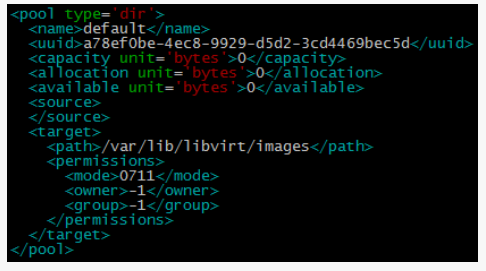 <pool type='dir'>
<name>default</name>
<uuid>a78ef0be-4ec8-9929-d5d2-3cd4469bec5d</uuid>
<capacity unit='bytes'>0</capacity>
<allocation unit='bytes'>0</allocation>
<available unit='bytes'>0</available>
<source>
</source>
<target>
<path>/var/lib/libvirt/images</path>
<permissions>
<mode>0711</mode>
<owner>-1</owner>
<group>-1</group>
</permissions>
</target>
</pool>